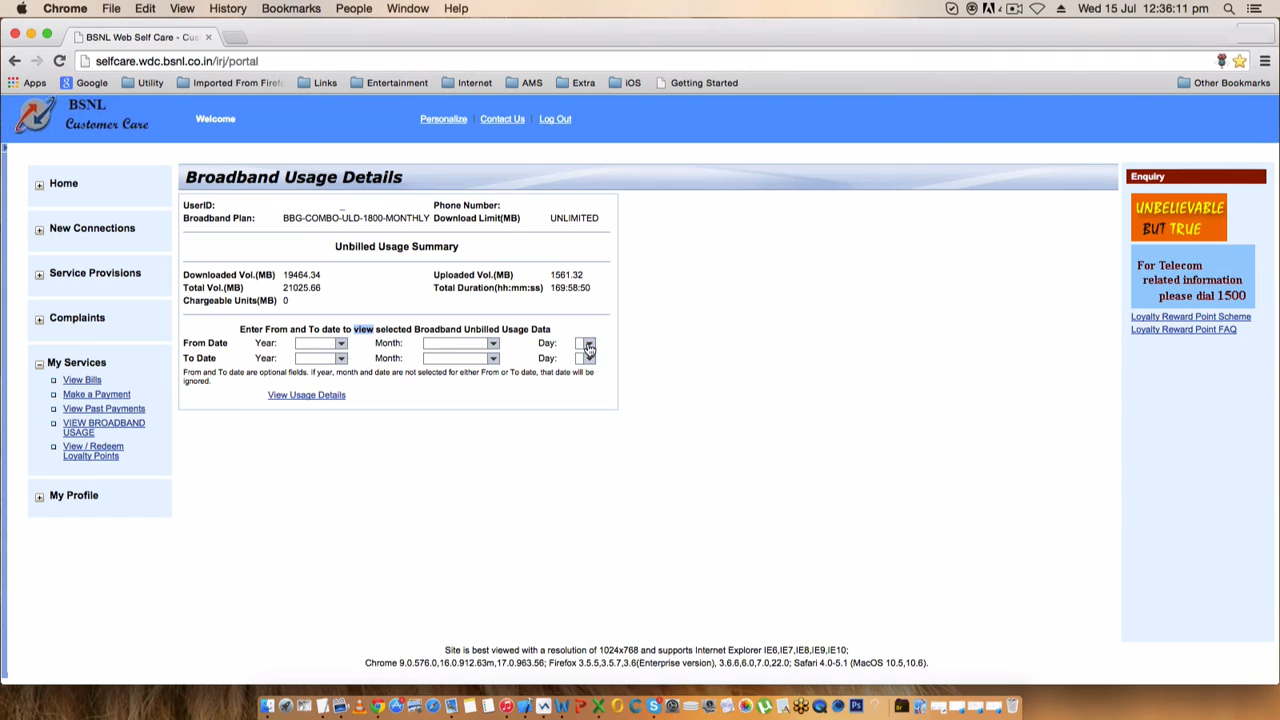 Chrome File Edit View History Bookmarks People Window Help Wed 15 Jul 12:36:11 pm
BSNL Web Self Care - Cus
selfcare.wdc.bsnl.co.in/irj/portal
Apps Google Utility Imported From Firefo Links Entertainment Internet AMS Extra iOS Getting Started Other Bookmarks
BSNL
Customer Care
Welcome
Personalize | Contact Us | Log Out
Home
New Connections
Service Provisions
Complaints
My Services
View Bills
Make a Payment
View Past Payments
VIEW BROADBAND
USAGE
View / Redeem
Loyalty Points
My Profile
Broadband Usage Details
UserID: _ Phone Number:
Broadband Plan: BBG-COMBO-ULD-1800-MONTHLY Download Limit(MB) UNLIMITED
Unbilled Usage Summary
Downloaded Vol.(MB) 19464.34 Uploaded Vol.(MB) 1561.32
Total Vol.(MB) 21025.66 Total Duration(hh:mm:ss) 169:58:50
Chargeable Units(MB) 0
Enter From and To date to view selected Broadband Unbilled Usage Data
From Date Year: Month: Day:
To Date Year: Month: Day:
From and To date are optional fields. If year, month and date are not selected for either From or To date, that date will be
ignored.
View Usage Details
Enquiry
UNBELIEVABLE
BUT TRUE
For Telecom
related information
please dial 1500
Loyalty Reward Point Scheme
Loyalty Reward Point FAQ
Site is best viewed with a resolution of 1024x768 and supports Internet Explorer IE6,IE7,IE8,IE9,IE10;
Chrome 9.0.576.0,16.0.912.63m,17.0.963.56; Firefox 3.5.5,3.5.7,3.6(Enterprise version), 3.6.6,6.0,7.0,22.0; Safari 4.0-5.1 (MacOS 10.5,10.6).